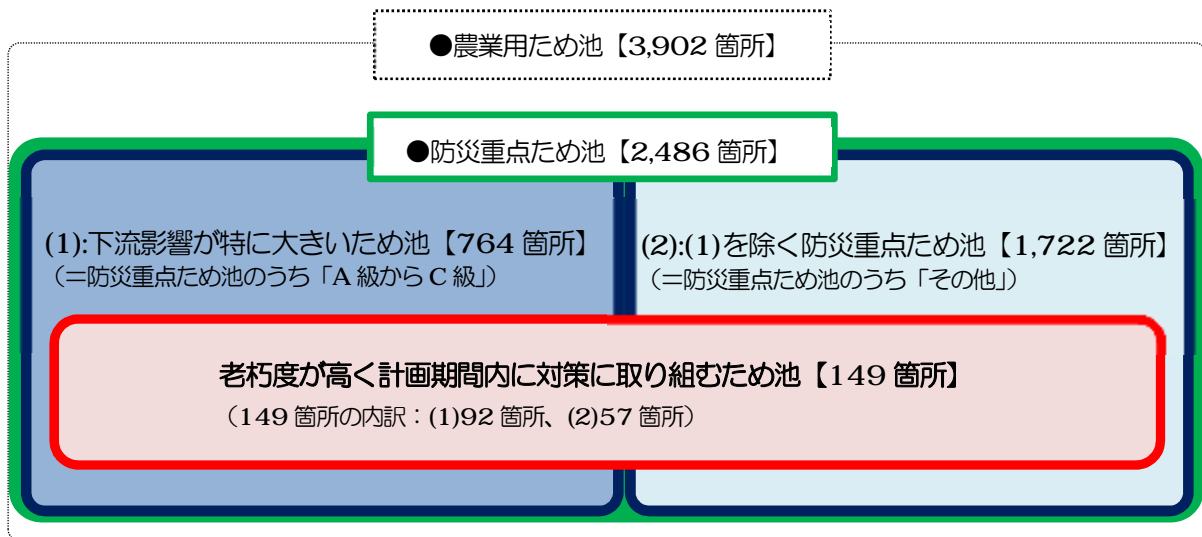 ●農業用ため池【3,902 箇所】
●防災重点ため池【2,486 箇所】
(1):下流影響が特に大きいため池【764 箇所】
(=防災重点ため池のうち「A 級から C 級」)
(2):(1)を除く防災重点ため池【1,722 箇所】
(=防災重点ため池のうち「その他」)
老朽度が高く計画期間内に対策に取り組むため池【149 箇所】
(149 箇所の内訳:(1)92 箇所、(2)57 箇所)